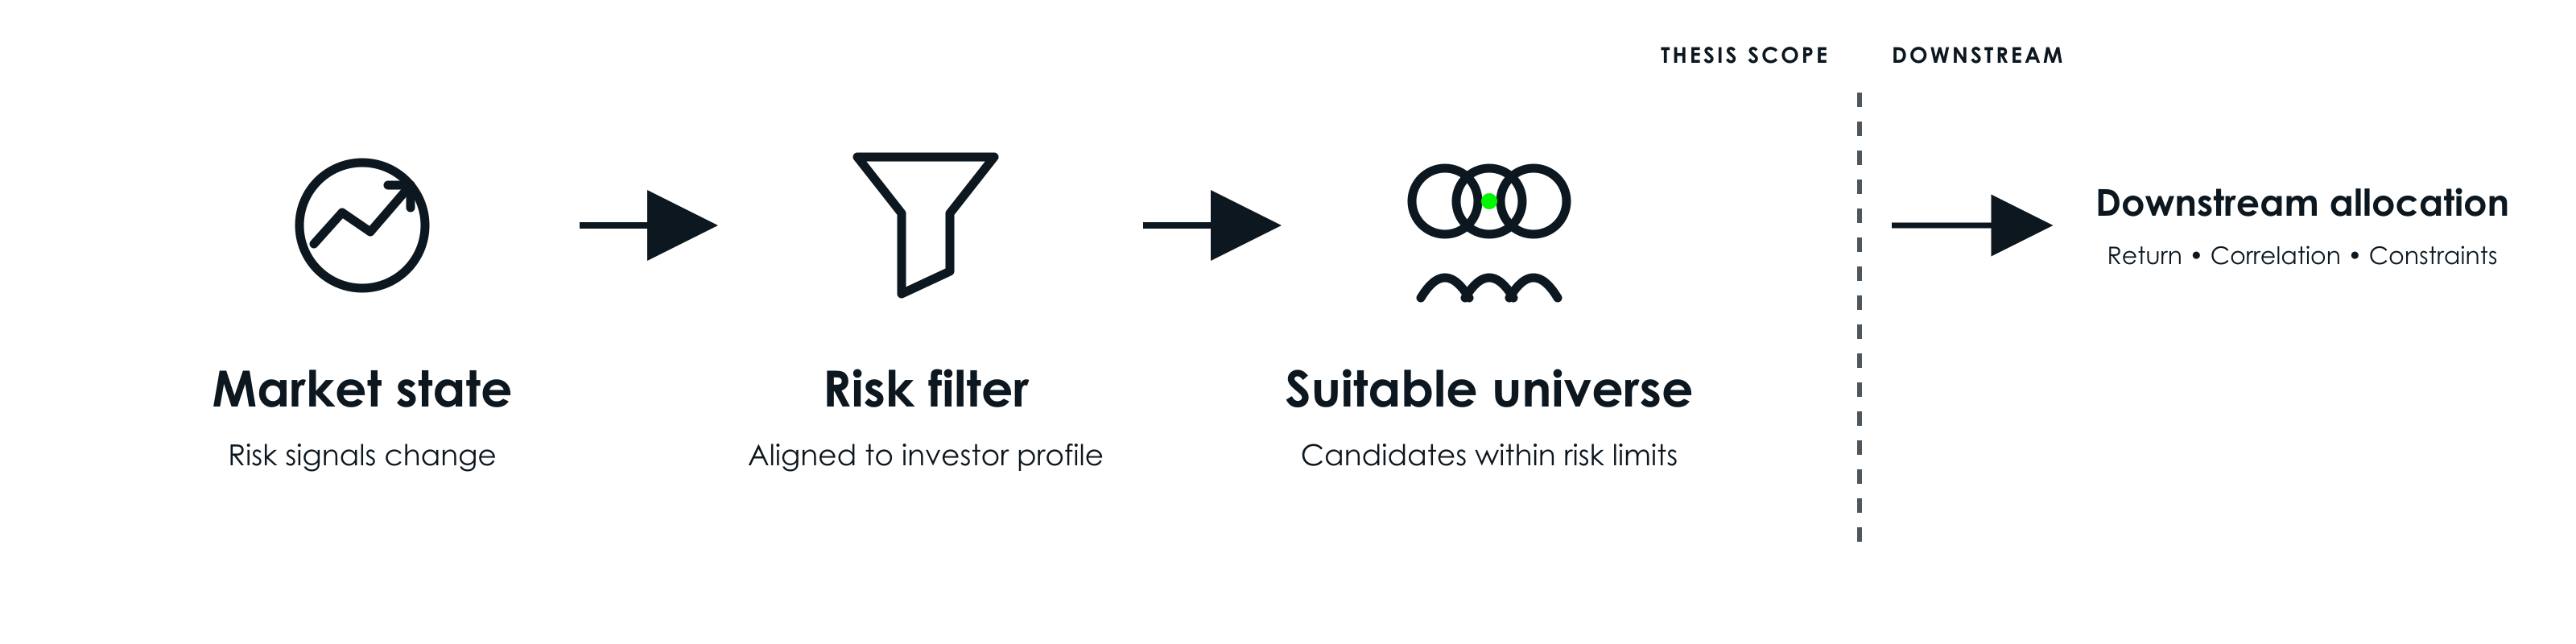 THESIS SCOPE
DOWNSTREAM
Market state
Risk signals change
Risk filter
Aligned to investor profile
Suitable universe
Candidates within risk limits
Downstream allocation
Return • Correlation • Constraints